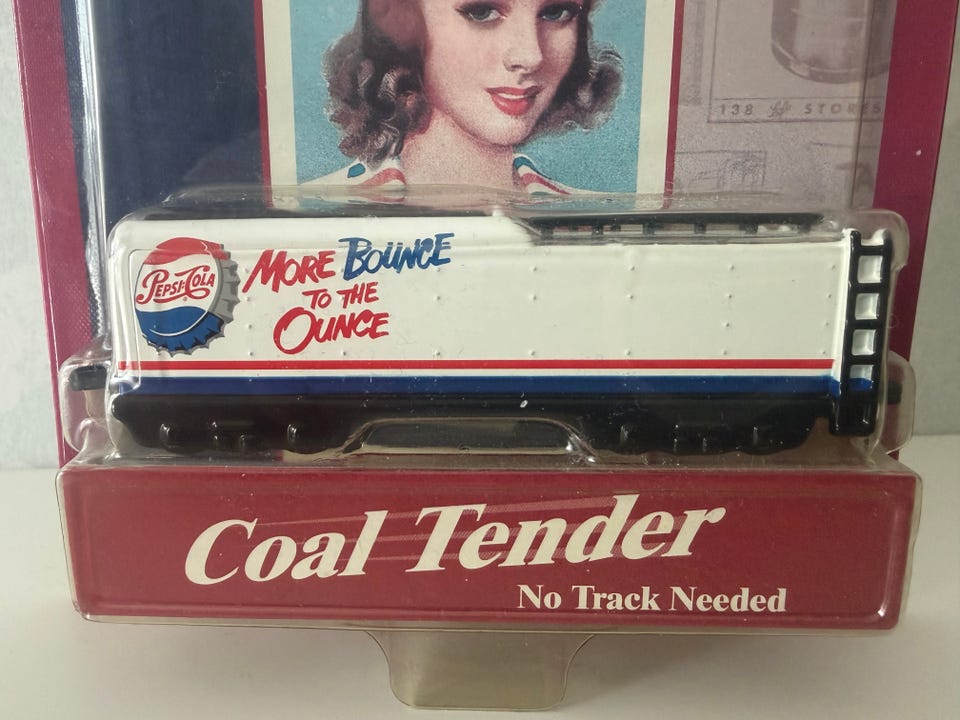 138 STORES
PEPSI-COLA
MORE BOUNCE
TO THE
OUNCE
Coal Tender
No Track Needed